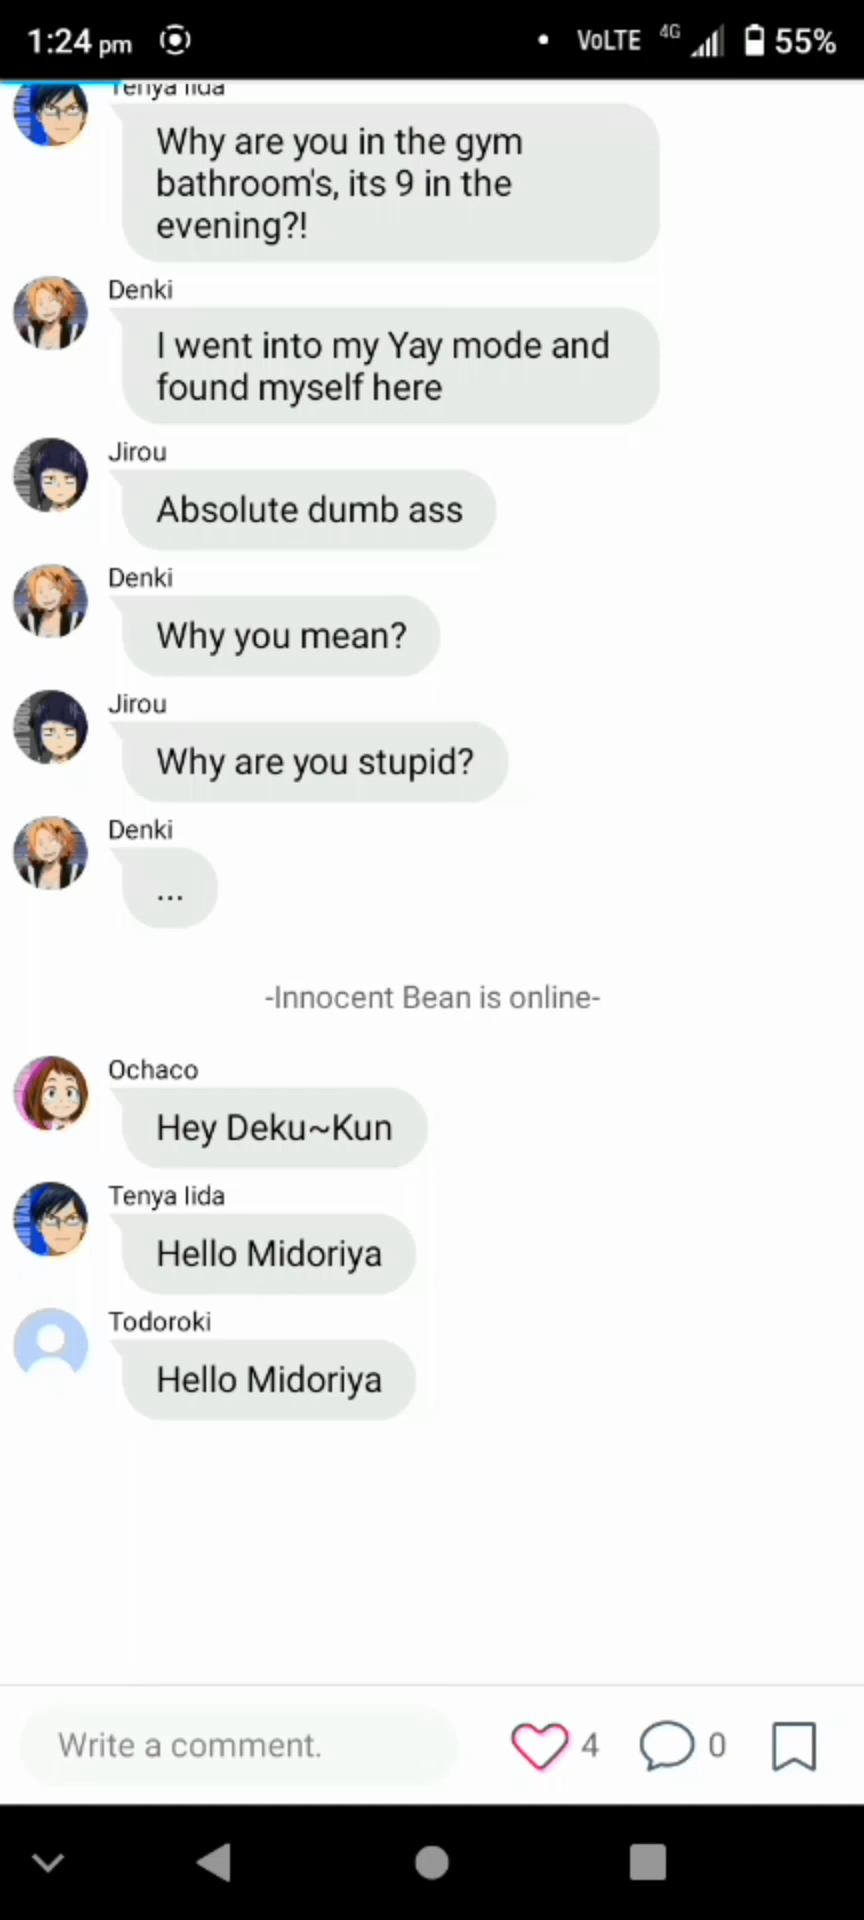 1:24 pm VoLTE 4G 55%
Tenya Iida
Why are you in the gym
bathroom's, its 9 in the
evening?!
Denki
I went into my Yay mode and
found myself here
Jirou
Absolute dumb ass
Denki
Why you mean?
Jirou
Why are you stupid?
Denki
...
-Innocent Bean is online-
Ochaco
Hey Deku~Kun
Tenya Iida
Hello Midoriya
Todoroki
Hello Midoriya
Write a comment. 4 0